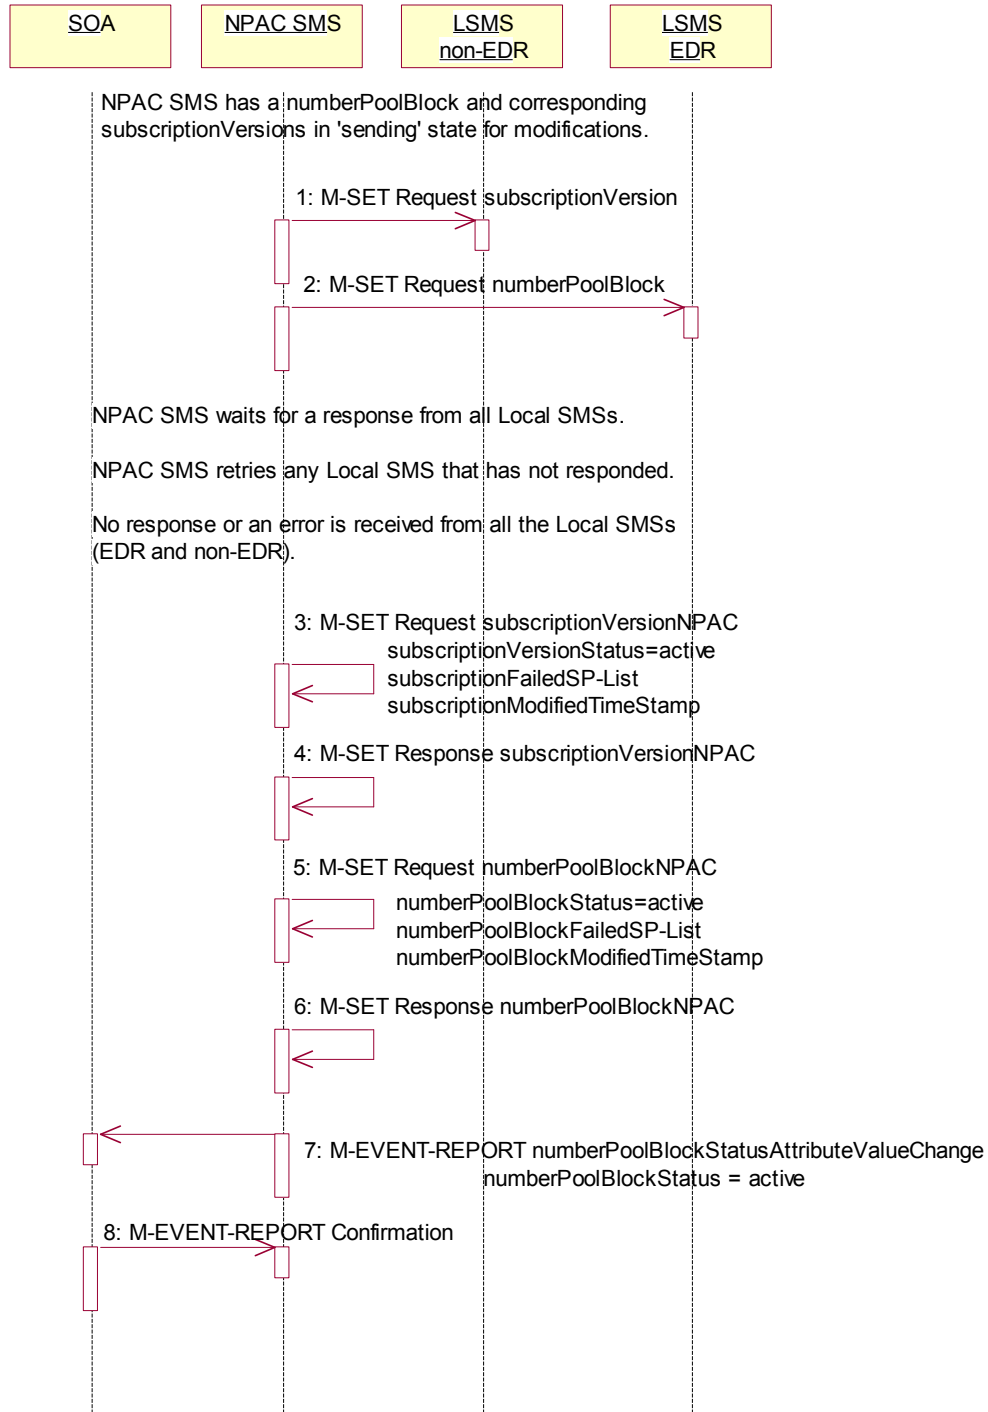 SOA
NPAC SMS
LSMS
non-EDR
LSMS
EDR
NPAC SMS has a numberPoolBlock and corresponding
subscriptionVersions in 'sending' state for modifications.
1: M-SET Request subscriptionVersion
2: M-SET Request numberPoolBlock
NPAC SMS waits for a response from all Local SMSs.
NPAC SMS retries any Local SMS that has not responded.
No response or an error is received from all the Local SMSs
(EDR and non-EDR).
3: M-SET Request subscriptionVersionNPAC
subscriptionVersionStatus=active
subscriptionFailedSP-List
subscriptionModifiedTimeStamp
4: M-SET Response subscriptionVersionNPAC
5: M-SET Request numberPoolBlockNPAC
numberPoolBlockStatus=active
numberPoolBlockFailedSP-List
numberPoolBlockModifiedTimeStamp
6: M-SET Response numberPoolBlockNPAC
7: M-EVENT-REPORT numberPoolBlockStatusAttributeValueChange
numberPoolBlockStatus = active
8: M-EVENT-REPORT Confirmation